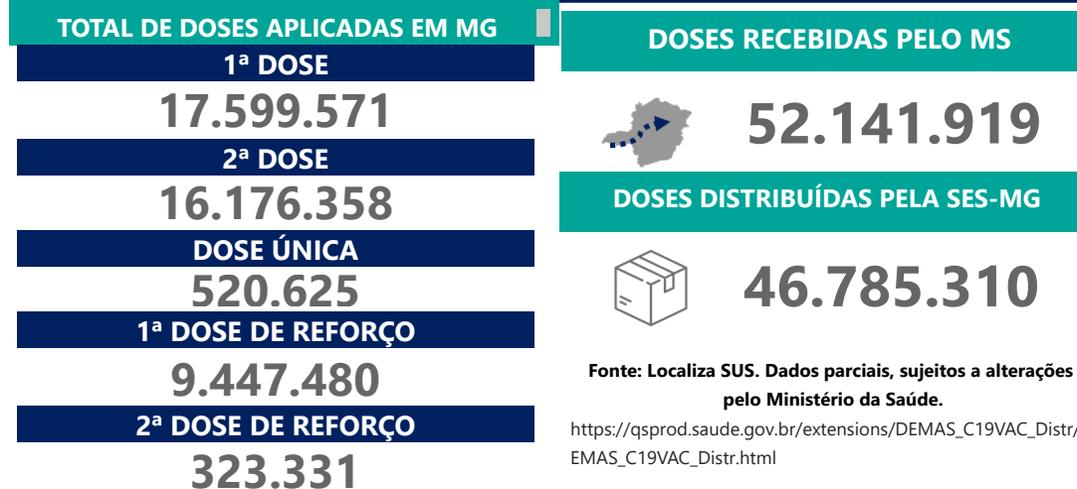 TOTAL DE DOSES APLICADAS EM MG
1ª DOSE
17.599.571
2ª DOSE
16.176.358
DOSE ÚNICA
520.625
1ª DOSE DE REFORÇO
9.447.480
2ª DOSE DE REFORÇO
323.331
DOSES RECEBIDAS PELO MS
52.141.919
DOSES DISTRIBUÍDAS PELA SES-MG
46.785.310
Fonte: Localiza SUS. Dados parciais, sujeitos a alterações
pelo Ministério da Saúde.
https://qsprod.saude.gov.br/extensions/DEMAS_C19VAC_Distr/
EMAS_C19VAC_Distr.html